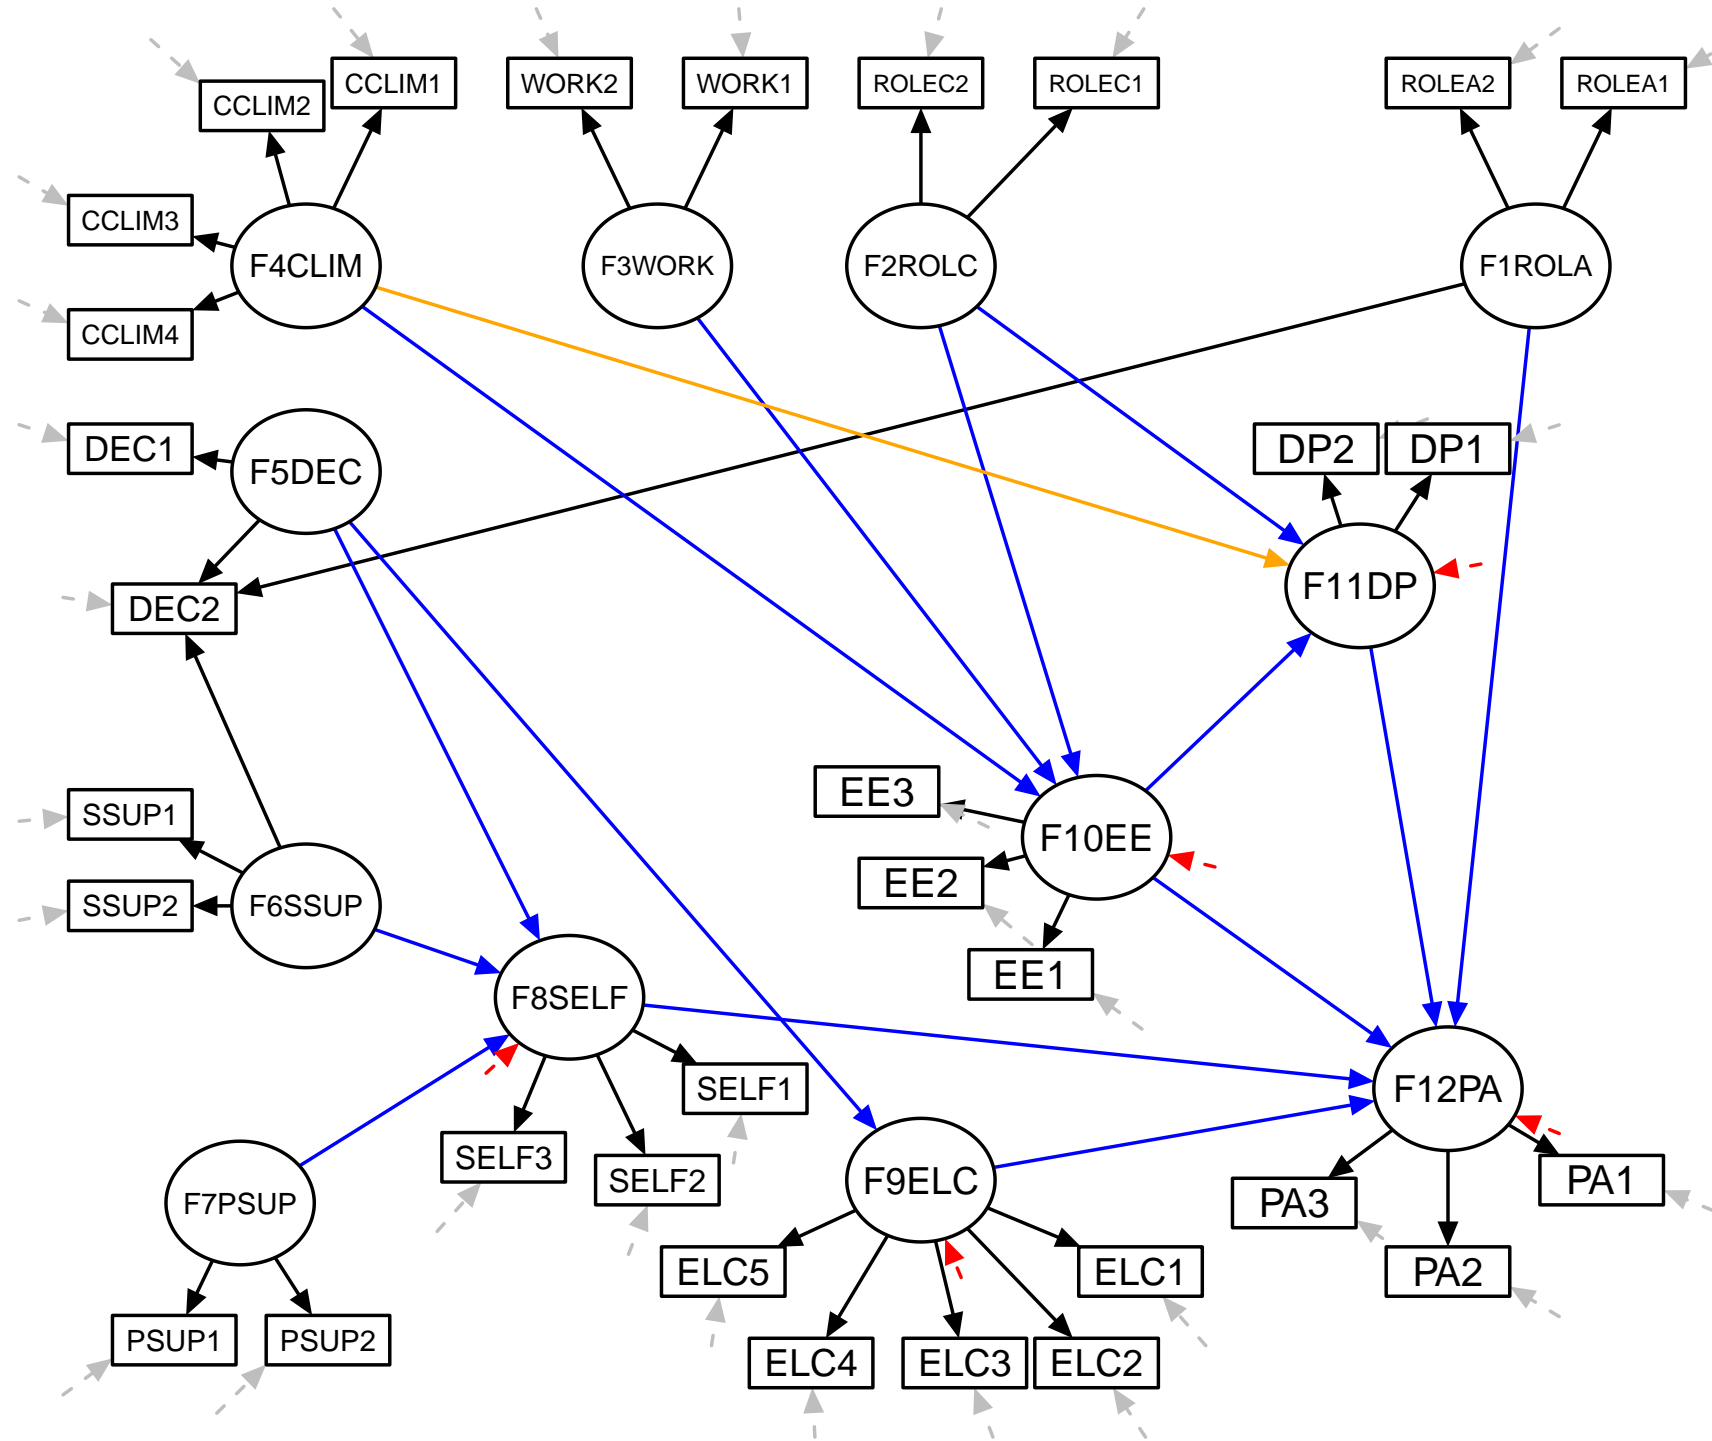 CCLIM1
WORK2
WORK1
ROLEC2
ROLEC1
ROLEA2
ROLEA1
CCLIM2
CCLIM3
F4CLIM
F3WORK
F2ROLC
F1ROLA
CCLIM4
DEC1
F5DEC
DP2
DP1
F11DP
DEC2
EE3
SSUP1
F10EE
EE2
SSUP2
F6SSUP
EE1
F8SELF
SELF1
F12PA
SELF3
SELF2
F9ELC
PA1
F7PSUP
PA3
ELC5
ELC1
PA2
PSUP1
PSUP2
ELC4
ELC3
ELC2